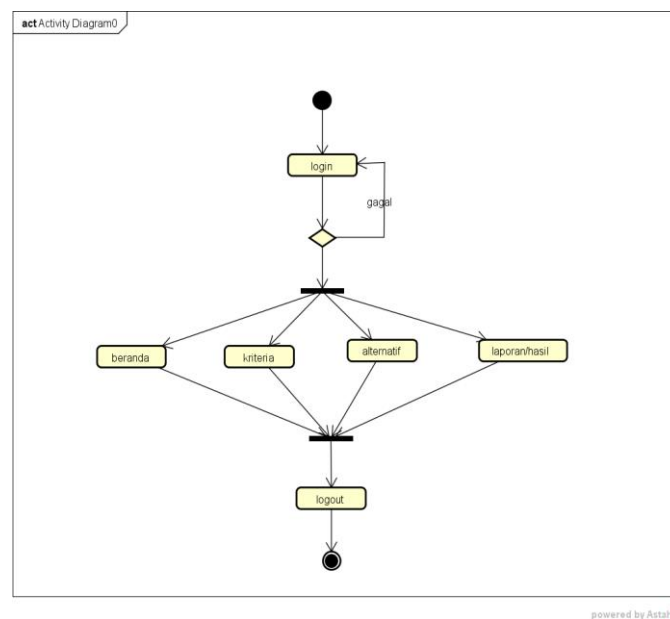 act Activity Diagram0
login
gagal
beranda
kriteria
alternatif
laporan/hasil
logout
powered by Astah